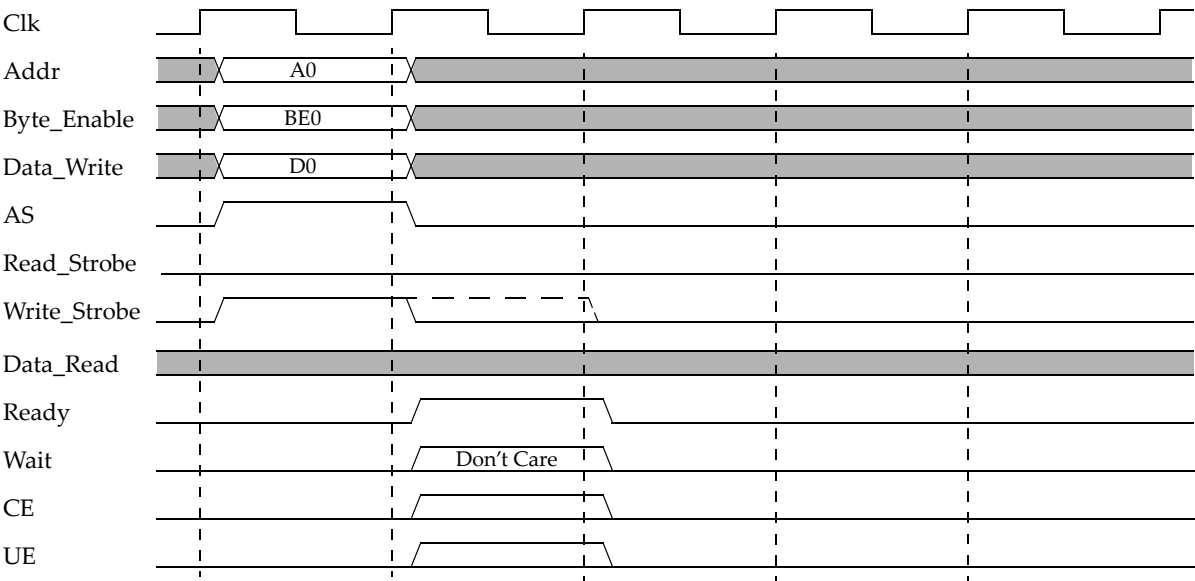 Clk
Addr A0
Byte_Enable BE0
Data_Write D0
AS
Read_Strobe
Write_Strobe
Data_Read
Ready
Wait Don't Care
CE
UE